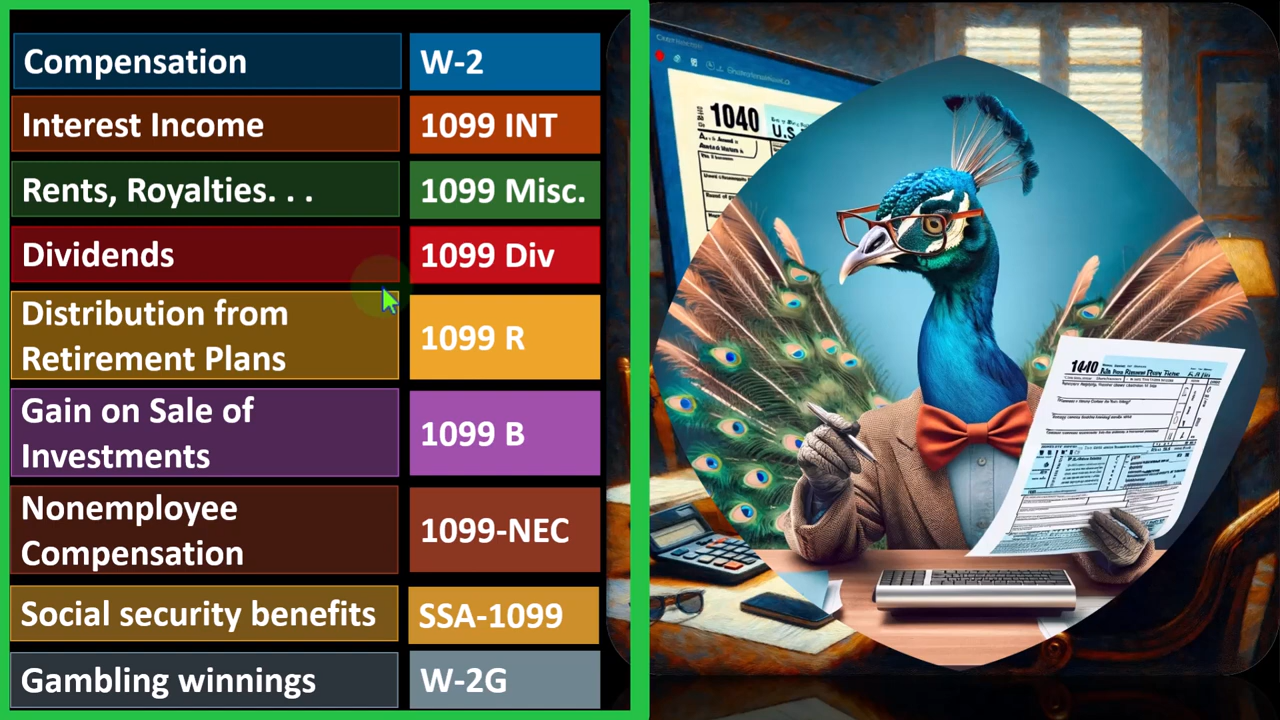 Compensation
W-2
Interest Income
1099 INT
Rents, Royalties. . .
1099 Misc.
Dividends
1099 Div
Distribution from
Retirement Plans
1099 R
Gain on Sale of
Investments
1099 B
Nonemployee
Compensation
1099-NEC
Social security benefits
SSA-1099
Gambling winnings
W-2G
1040
U.S